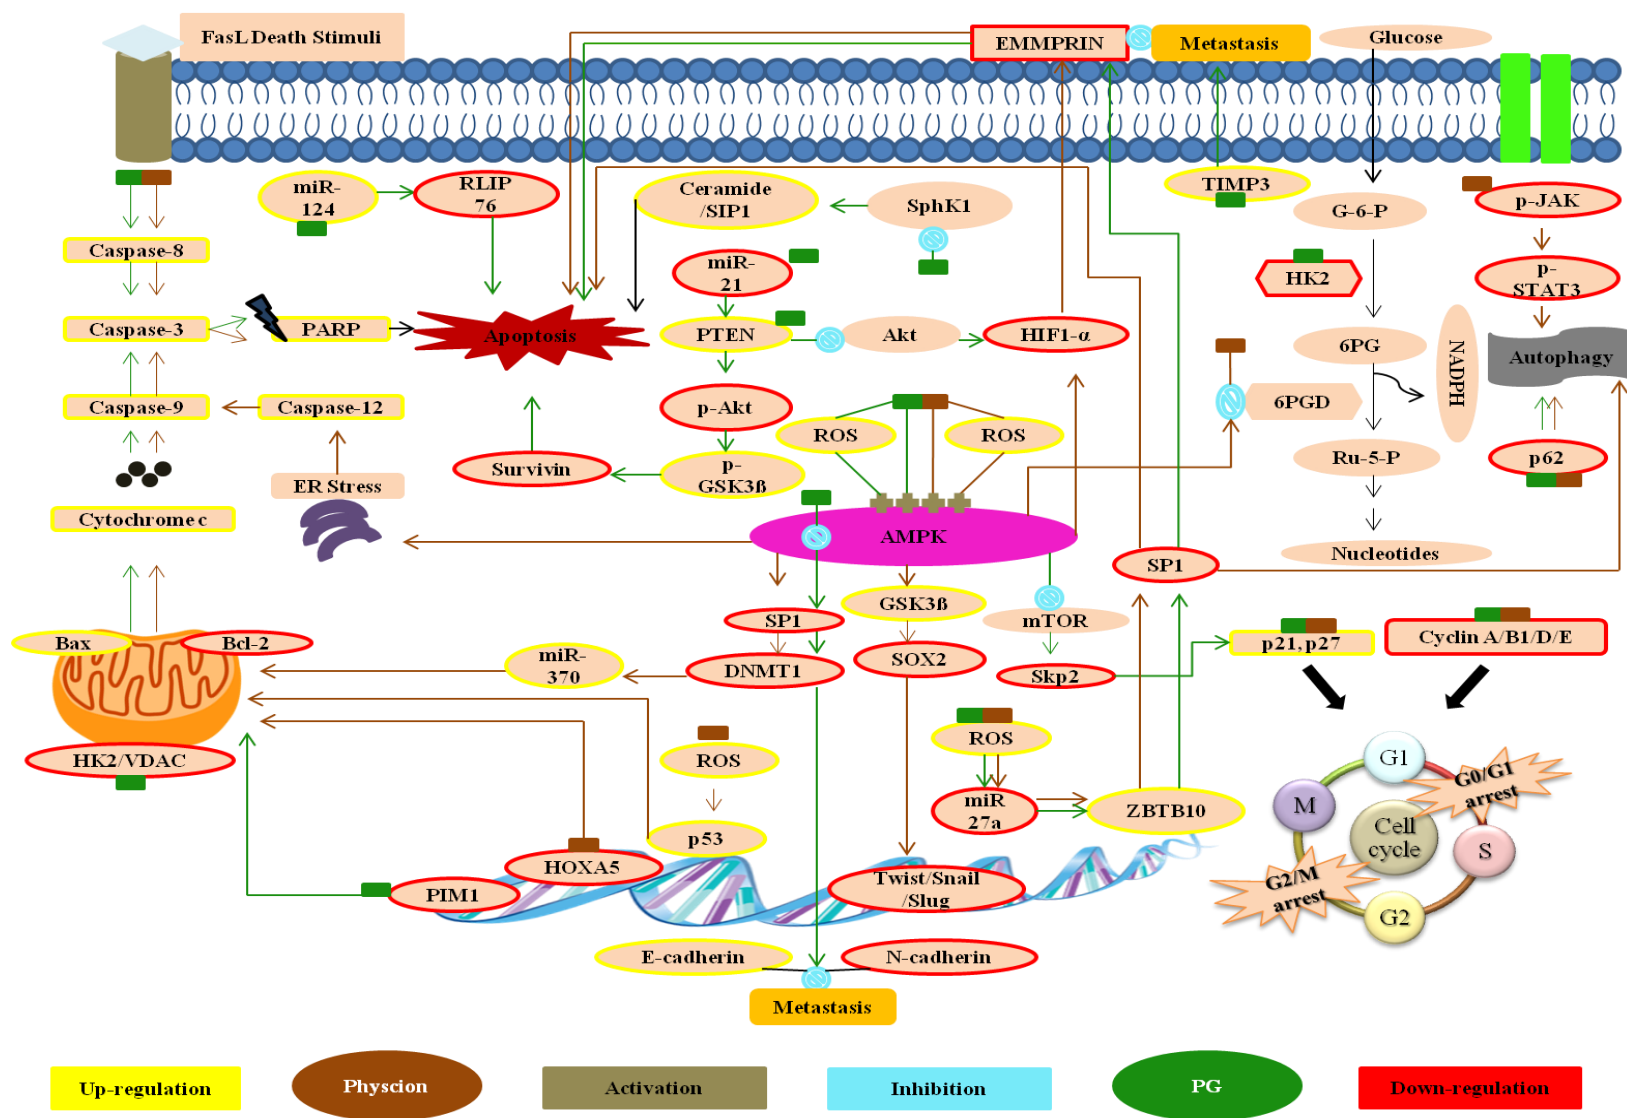 FasL Death Stimuli
EMMPRIN
Metastasis
Glucose
miR-
124
RLIP
76
Ceramide
/SIP1
SphK1
TIMP3
G-6-P
p-JAK
Caspase-8
miR-
21
HK2
p-
STAT3
Caspase-3
PARP
Apoptosis
PTEN
Akt
HIF1-α
6PG
NADPH
Autophagy
Caspase-9
Caspase-12
p-Akt
6PGD
ROS
ROS
Survivin
p-
GSK3ß
Ru-5-P
p62
ER Stress
Cytochrome c
AMPK
Nucleotides
SP1
GSK3ß
SP1
mTOR
Bax
Bcl-2
miR-
370
DNMT1
SOX2
Skp2
p21, p27
Cyclin A/B1/D/E
HK2/VDAC
ROS
ROS
G1
G0/G1
arrest
miR
27a
ZBTB10
M
Cell
cycle
S
p53
HOXA5
PIM1
Twist/Snail
/Slug
G2/M
arrest
G2
E-cadherin
N-cadherin
Metastasis
Up-regulation
Physcion
Activation
Inhibition
PG
Down-regulation